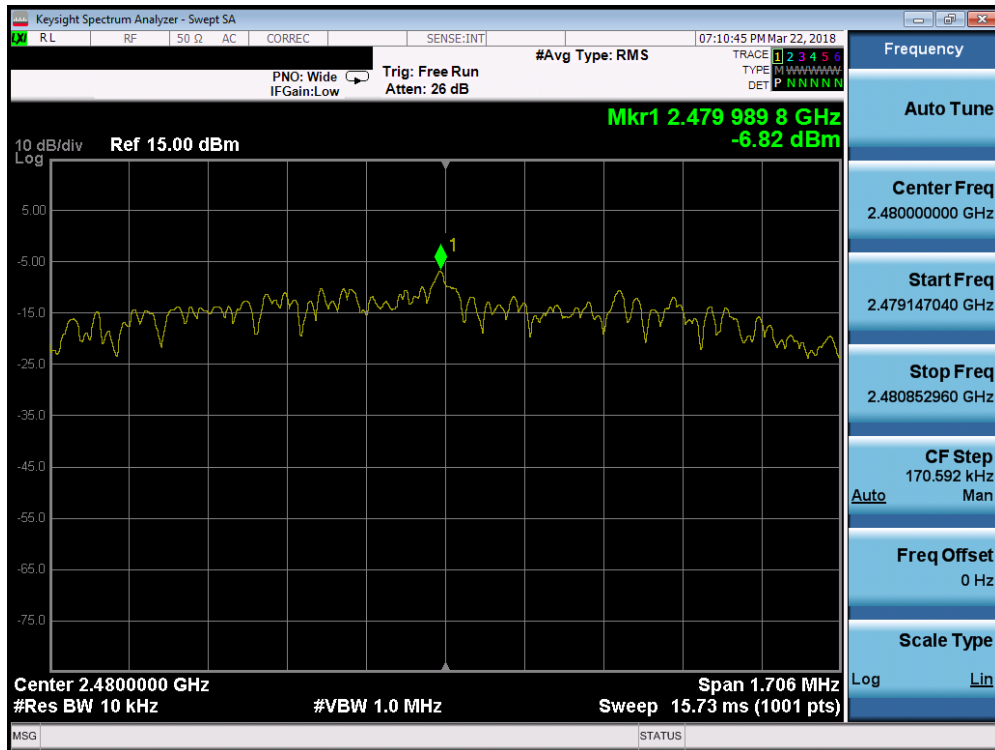 Keysight Spectrum Analyzer - Swept SA
LXI RL RF 50 Ω AC CORREC SENSE:INT 07:10:45 PM Mar 22, 2018
#Avg Type: RMS TRACE 1 2 3 4 5 6
PNO: Wide Trig: Free Run TYPE M WWWWW
IFGain:Low Atten: 26 dB DET P N N N N N
Mkr1 2.479 989 8 GHz
-6.82 dBm
10 dB/div Ref 15.00 dBm
Log
5.00
1
-5.00
-15.0
-25.0
-35.0
-45.0
-55.0
-65.0
-75.0
Center 2.4800000 GHz Span 1.706 MHz
#Res BW 10 kHz #VBW 1.0 MHz Sweep 15.73 ms (1001 pts)
MSG STATUS
Frequency
Auto Tune
Center Freq
2.480000000 GHz
Start Freq
2.479147040 GHz
Stop Freq
2.480852960 GHz
CF Step
170.592 kHz
Auto Man
Freq Offset
0 Hz
Scale Type
Log Lin